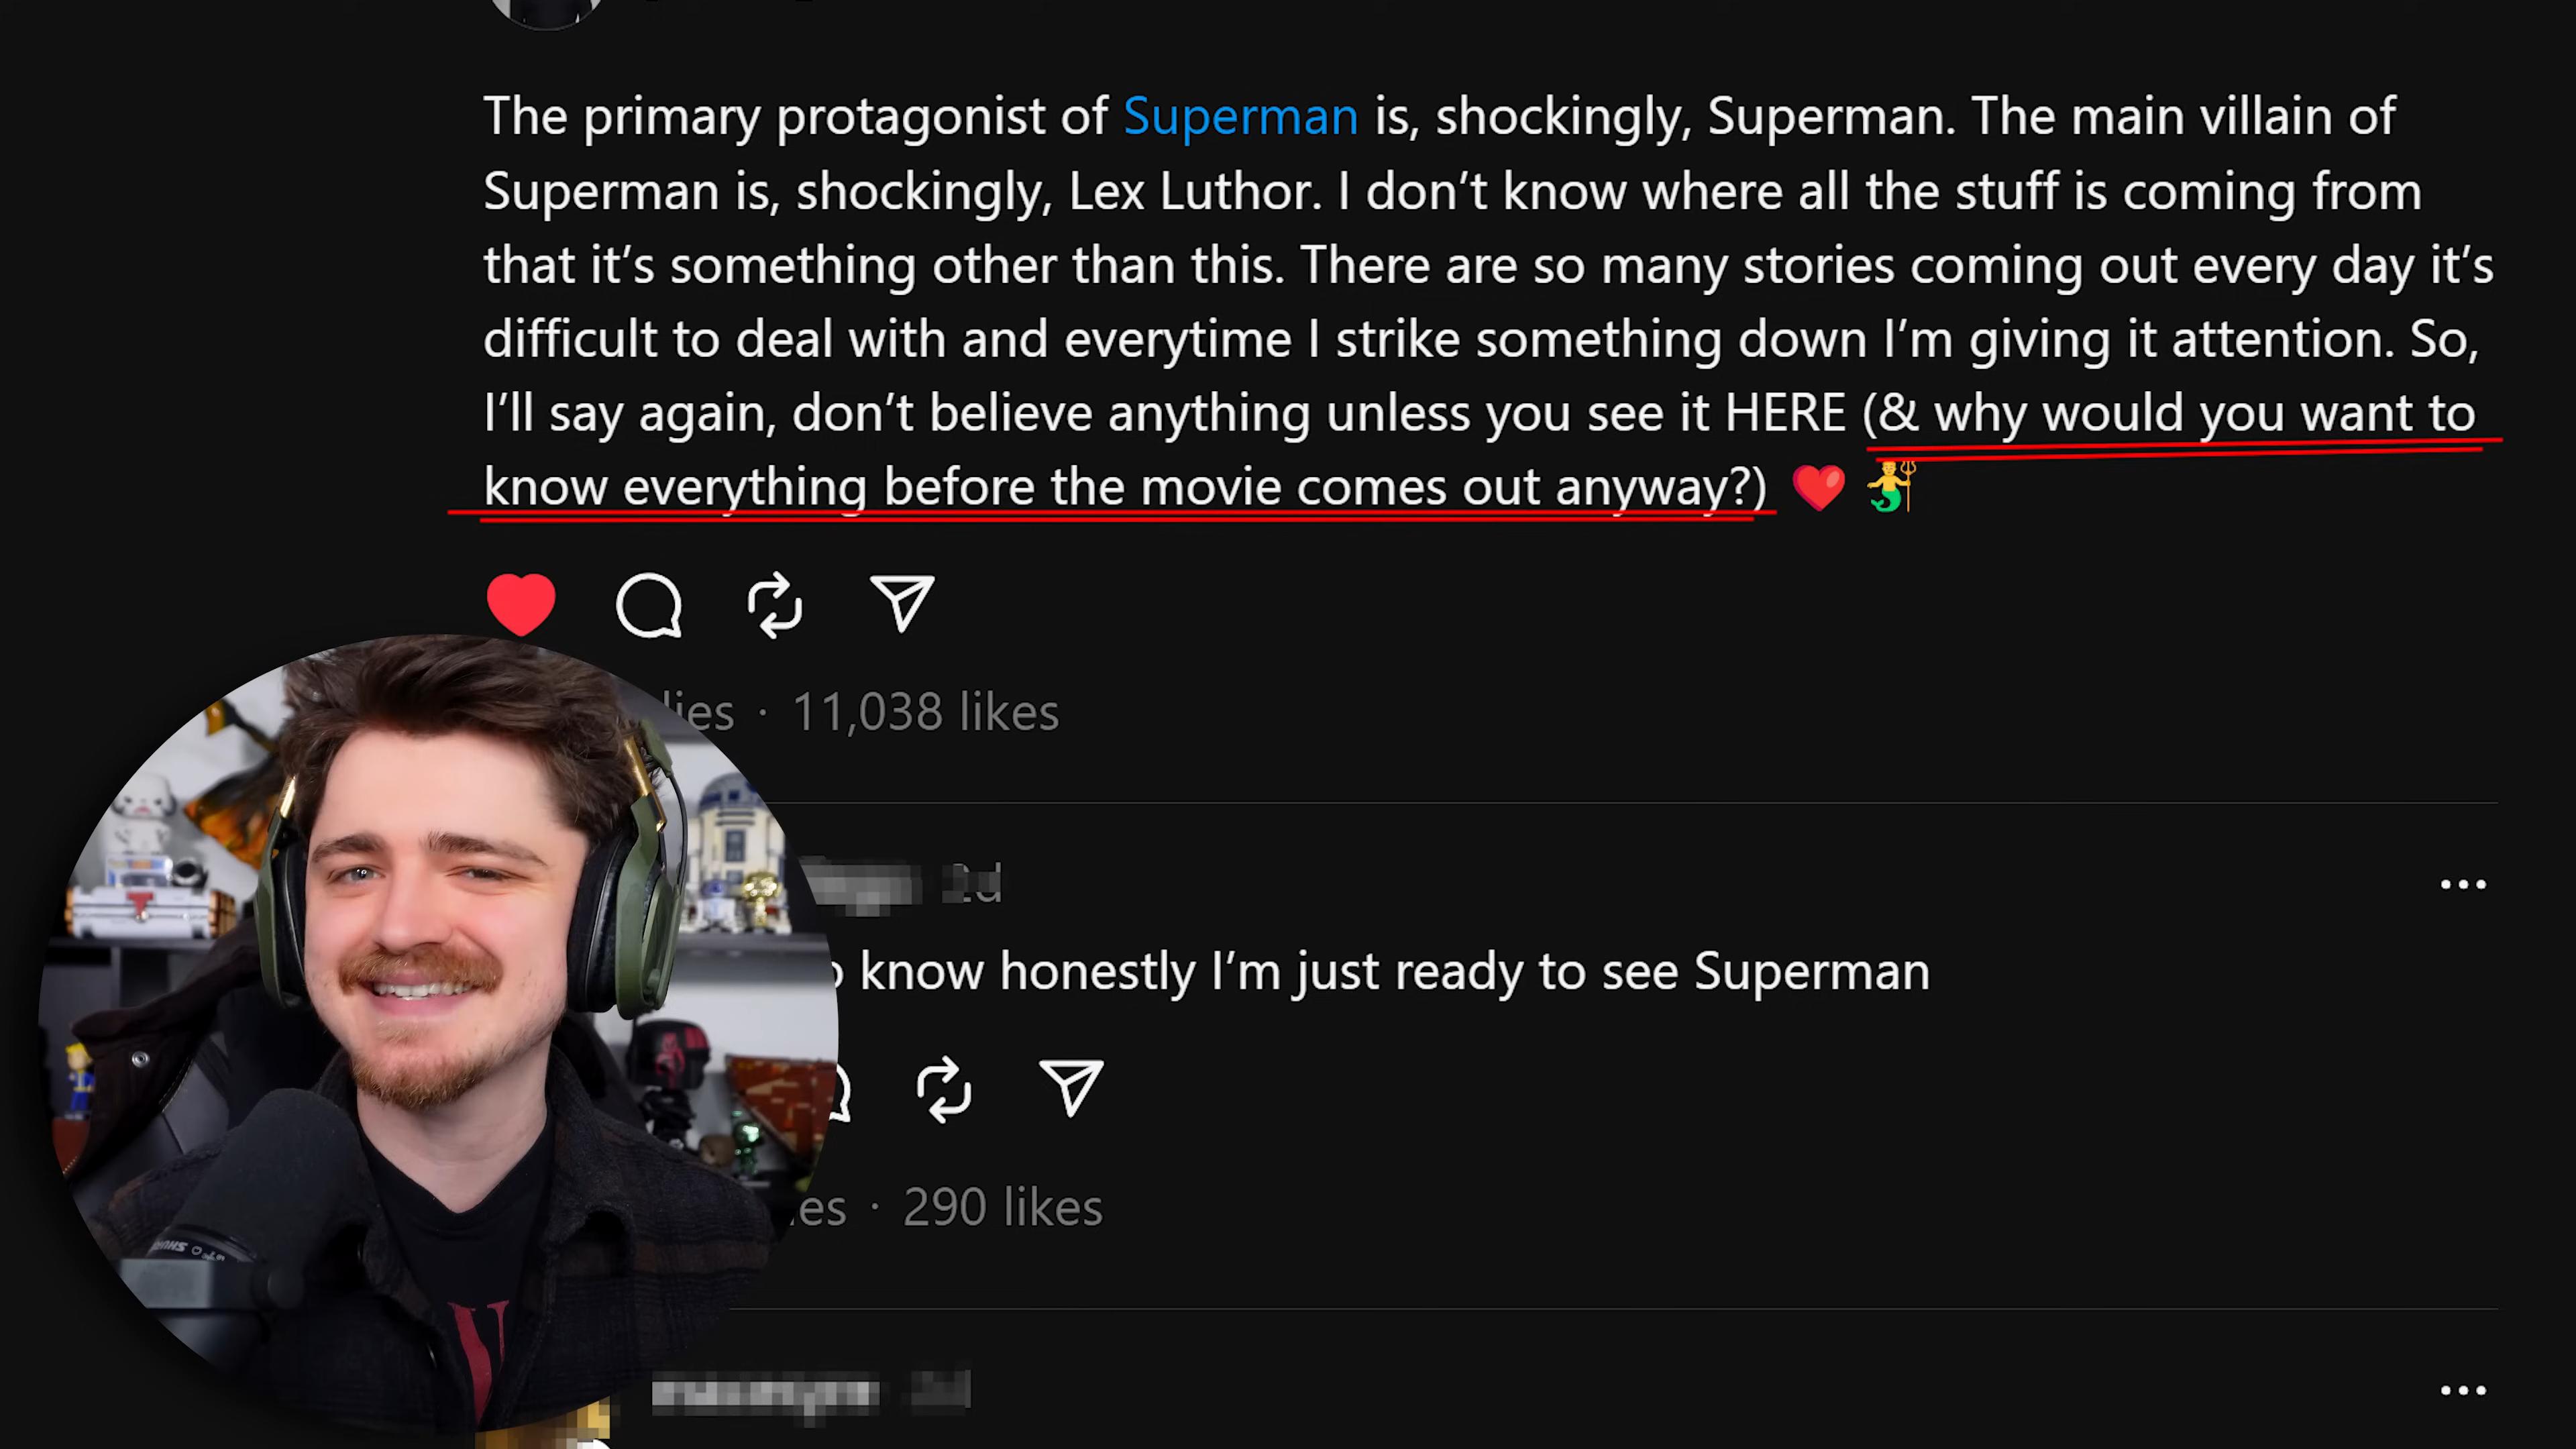 The primary protagonist of Superman is, shockingly, Superman. The main villain of
Superman is, shockingly, Lex Luthor. I don’t know where all the stuff is coming from
that it’s something other than this. There are so many stories coming out every day it’s
difficult to deal with and everytime I strike something down I’m giving it attention. So,
I’ll say again, don’t believe anything unless you see it HERE (& why would you want to
know everything before the movie comes out anyway?) ❤️ 🧜‍♂️
· 11,038 likes
2d
know honestly I’m just ready to see Superman
· 290 likes
SHURE